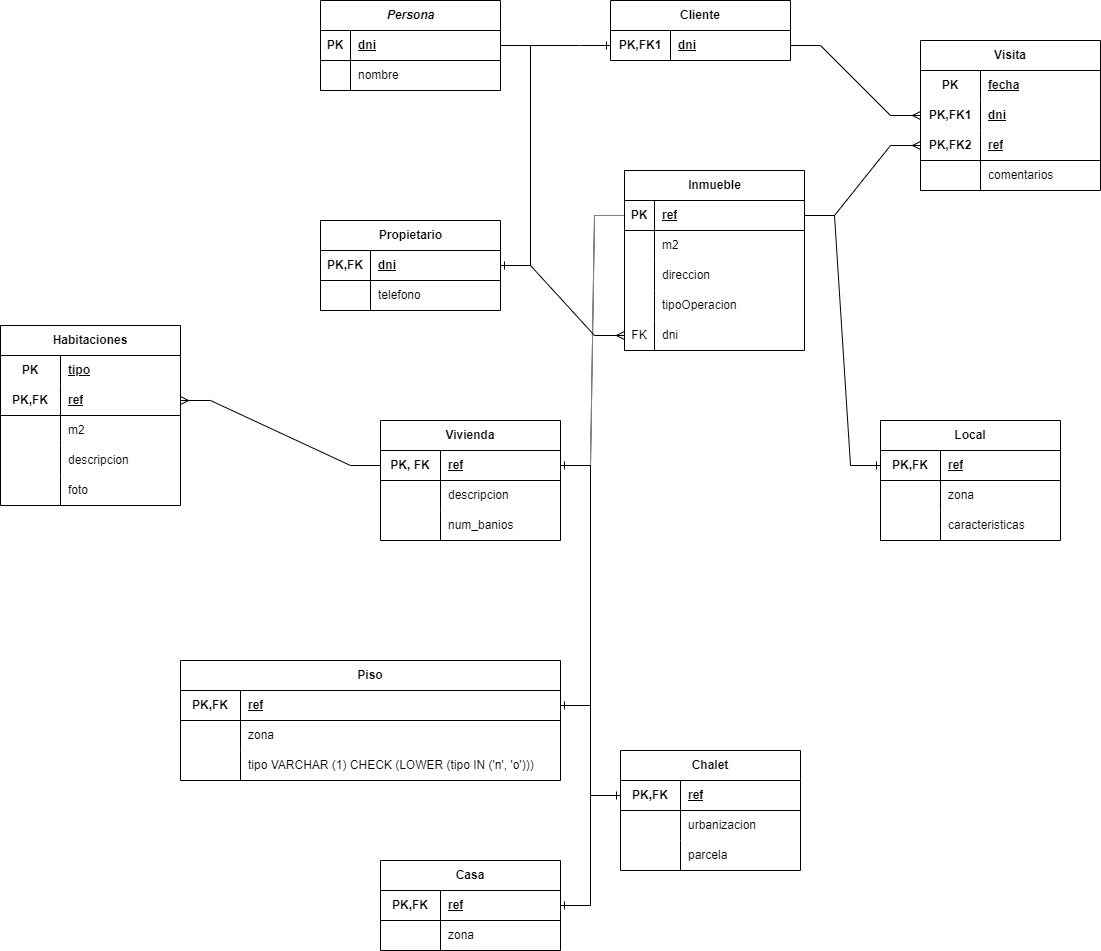 Persona
PK dni
nombre
Cliente
PK,FK1 dni
Visita
PK fecha
PK,FK1 dni
PK,FK2 ref
comentarios
Inmueble
PK ref
m2
direccion
tipoOperacion
FK dni
Propietario
PK,FK dni
telefono
Habitaciones
PK tipo
PK,FK ref
m2
descripcion
foto
Vivienda
PK, FK ref
descripcion
num_banios
Local
PK,FK ref
zona
caracteristicas
Piso
PK,FK ref
zona
tipo VARCHAR (1) CHECK (LOWER (tipo IN ('n', 'o')))
Chalet
PK,FK ref
urbanizacion
parcela
Casa
PK,FK ref
zona